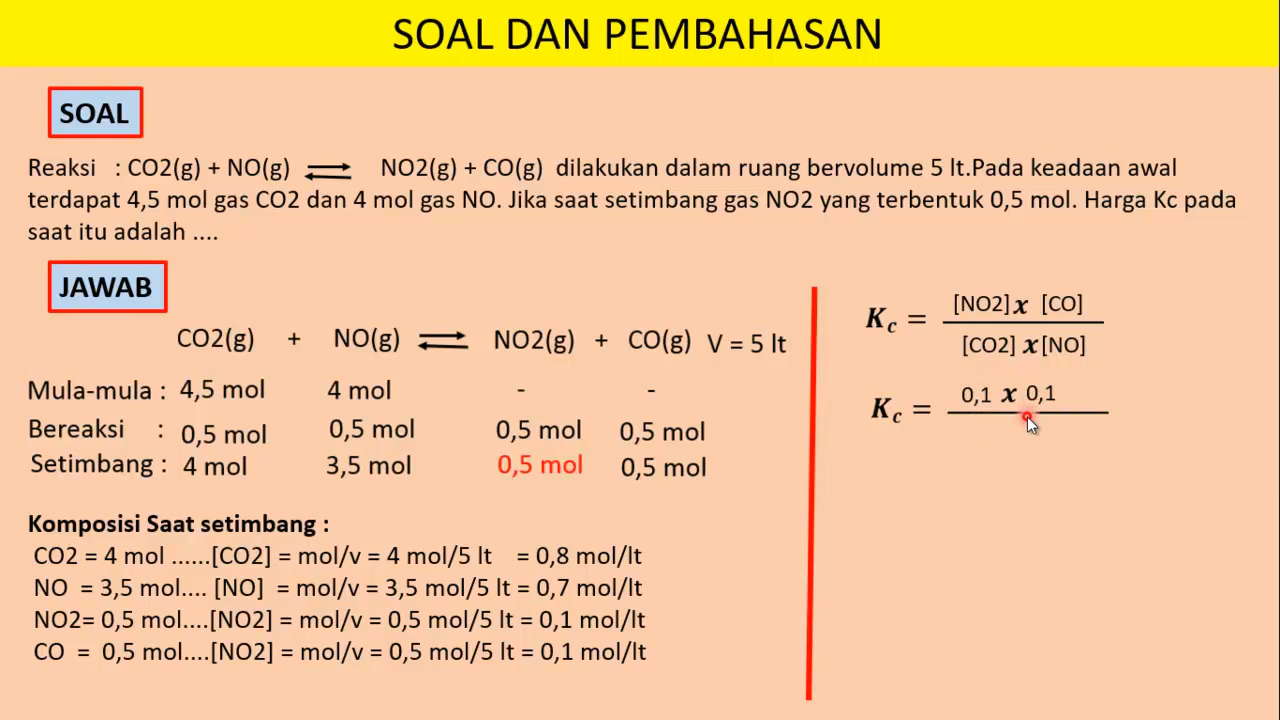 SOAL DAN PEMBAHASAN
SOAL
Reaksi : CO2(g) + NO(g) ⇌ NO2(g) + CO(g) dilakukan dalam ruang bervolume 5 lt.Pada keadaan awal
terdapat 4,5 mol gas CO2 dan 4 mol gas NO. Jika saat setimbang gas NO2 yang terbentuk 0,5 mol. Harga Kc pada
saat itu adalah ....
JAWAB
CO2(g) + NO(g) ⇌ NO2(g) + CO(g) V = 5 lt
Mula-mula : 4,5 mol 4 mol - -
Bereaksi : 0,5 mol 0,5 mol 0,5 mol 0,5 mol
Setimbang : 4 mol 3,5 mol 0,5 mol 0,5 mol
Komposisi Saat setimbang :
CO2 = 4 mol ......[CO2] = mol/v = 4 mol/5 lt = 0,8 mol/lt
NO = 3,5 mol.... [NO] = mol/v = 3,5 mol/5 lt = 0,7 mol/lt
NO2= 0,5 mol....[NO2] = mol/v = 0,5 mol/5 lt = 0,1 mol/lt
CO = 0,5 mol....[NO2] = mol/v = 0,5 mol/5 lt = 0,1 mol/lt
[NO2] x [CO]
Kc =
[CO2] x [NO]
0,1 x 0,1
Kc =